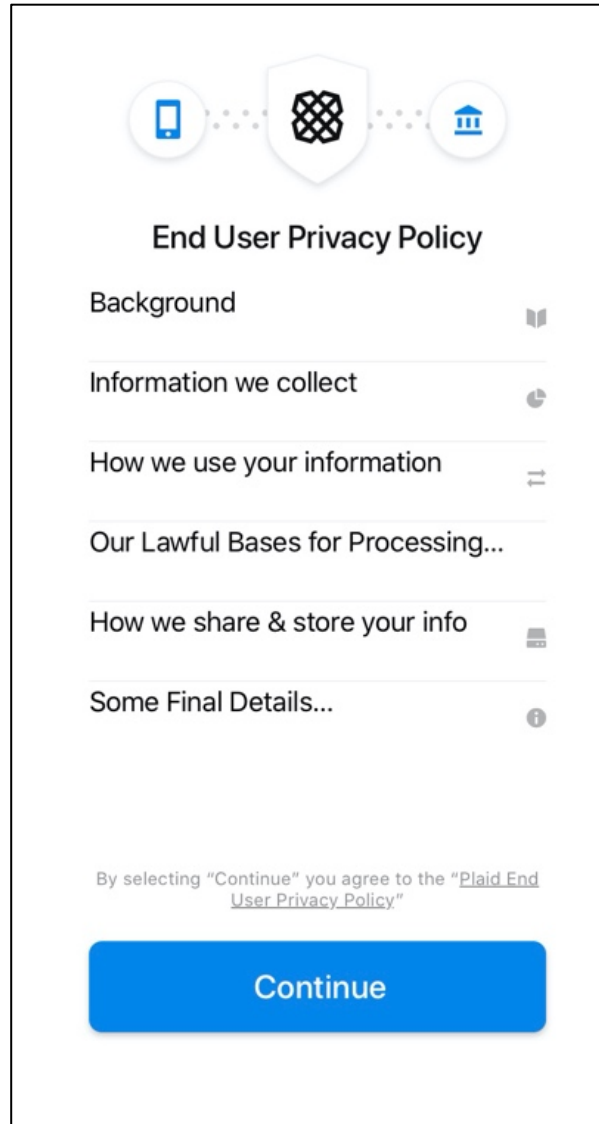 End User Privacy Policy
Background
Information we collect
How we use your information
Our Lawful Bases for Processing...
How we share & store your info
Some Final Details...
By selecting “Continue” you agree to the “Plaid End
User Privacy Policy”
Continue